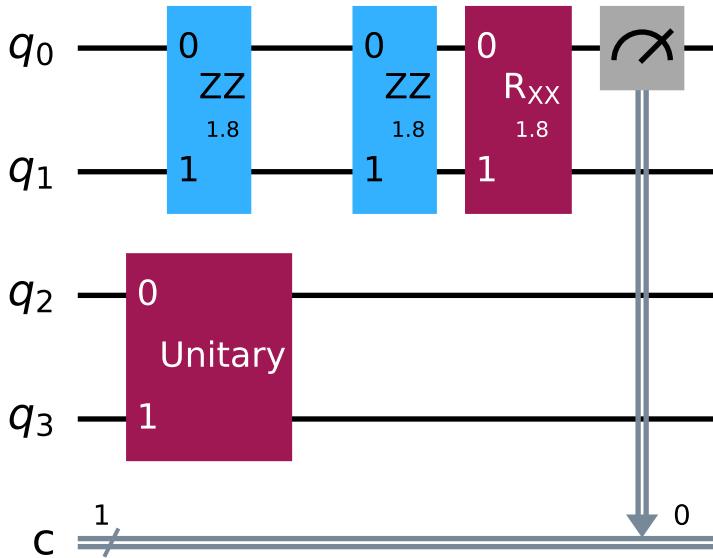 q0 0 0 0
ZZ ZZ RXX
1.8 1.8 1.8
q1 1 1 1
q2 0
Unitary
q3 1
1 0
c